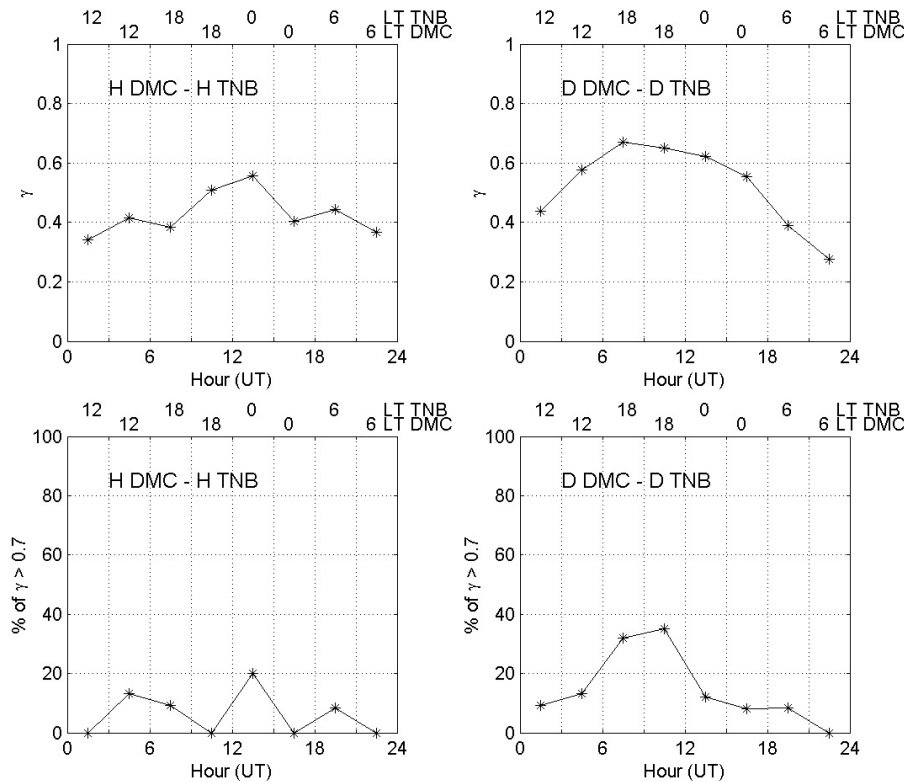 12 18 0 6 LT TNB
12 18 0 6 LT DMC
1
H DMC - H TNB
0.8
0.6
γ
0.4
0.2
0
0 6 12 18 24
Hour (UT)
12 18 0 6 LT TNB
12 18 0 6 LT DMC
1
D DMC - D TNB
0.8
0.6
γ
0.4
0.2
0
0 6 12 18 24
Hour (UT)
12 18 0 6 LT TNB
12 18 0 6 LT DMC
100
H DMC - H TNB
80
60
% of γ > 0.7
40
20
0
0 6 12 18 24
Hour (UT)
12 18 0 6 LT TNB
12 18 0 6 LT DMC
100
D DMC - D TNB
80
60
% of γ > 0.7
40
20
0
0 6 12 18 24
Hour (UT)